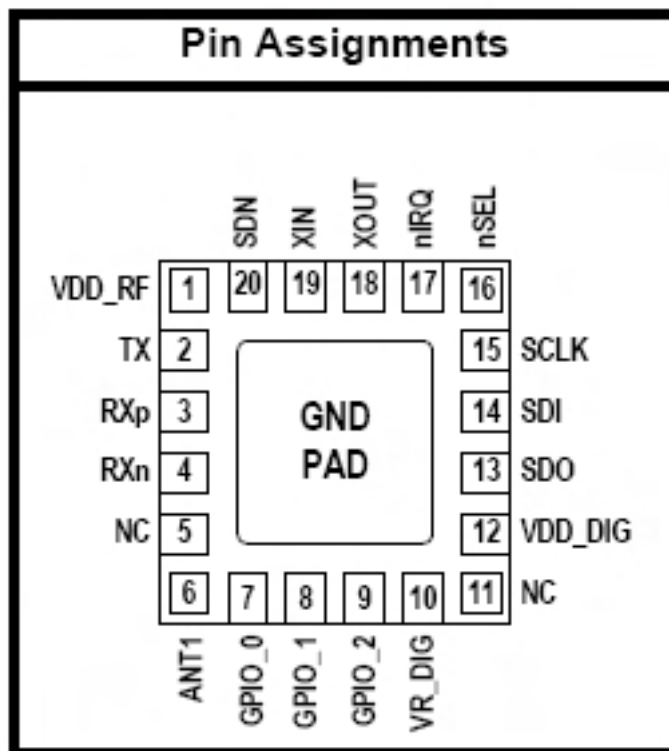 Pin Assignments
SDN
XIN
XOUT
nIRQ
nSEL
VDD_RF 1 20 19 18 17 16
TX 2 15 SCLK
RXp 3 GND 14 SDI
RXn 4 PAD 13 SDO
NC 5 12 VDD_DIG
6 7 8 9 10 11 NC
ANT1
GPIO_0
GPIO_1
GPIO_2
VR_DIG